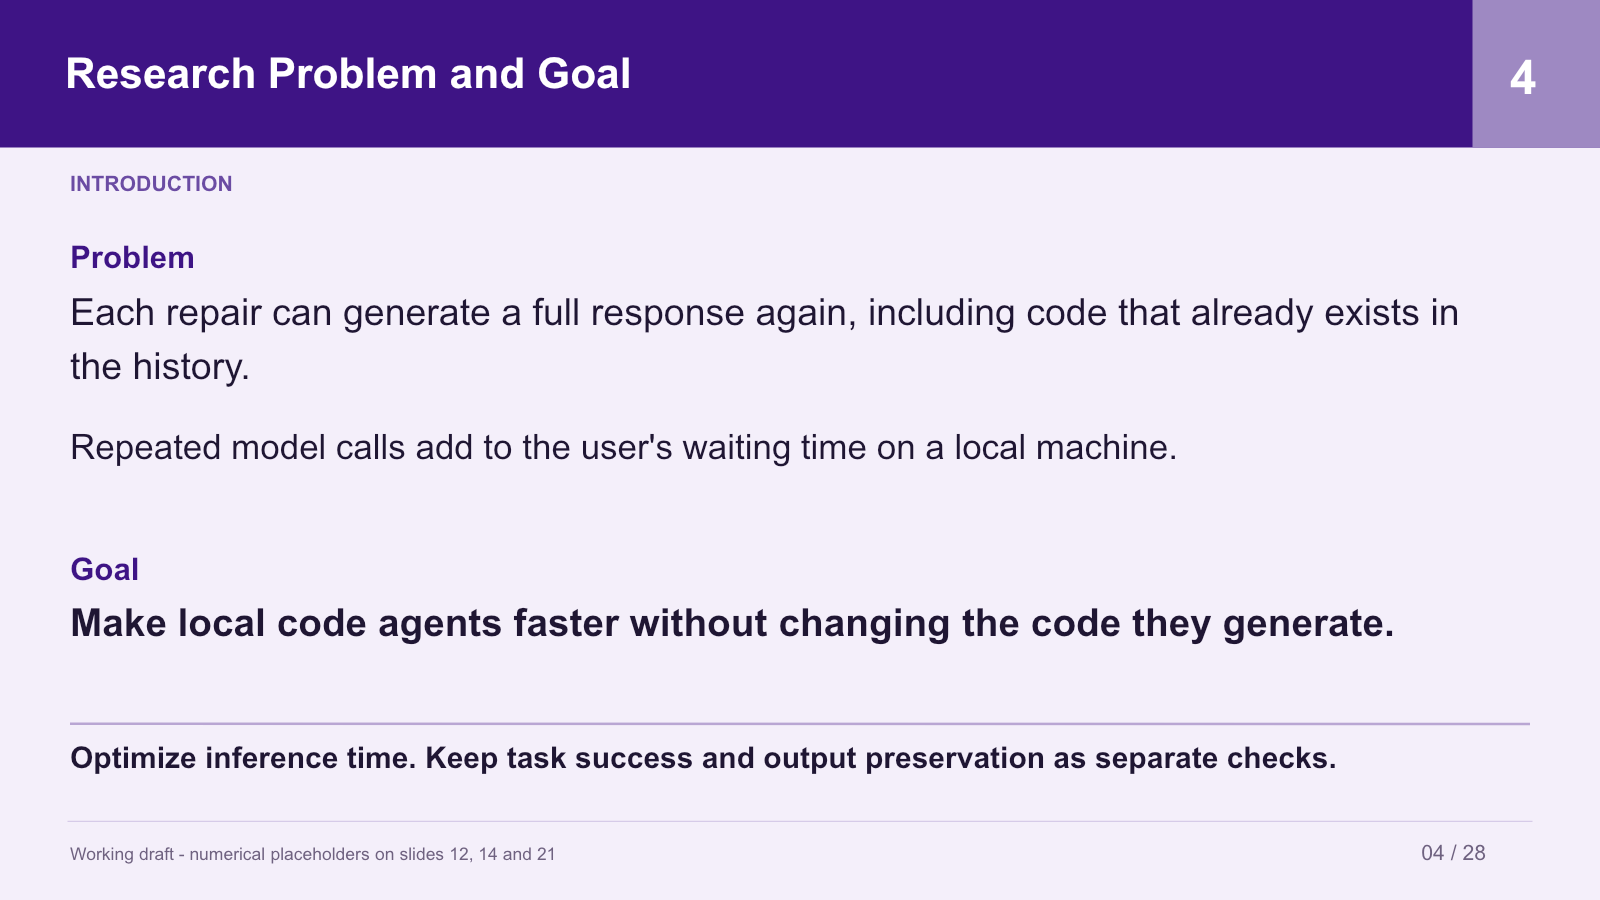 Research Problem and Goal
4
INTRODUCTION
Problem
Each repair can generate a full response again, including code that already exists in
the history.
Repeated model calls add to the user's waiting time on a local machine.
Goal
Make local code agents faster without changing the code they generate.
Optimize inference time. Keep task success and output preservation as separate checks.
Working draft - numerical placeholders on slides 12, 14 and 21
04 / 28